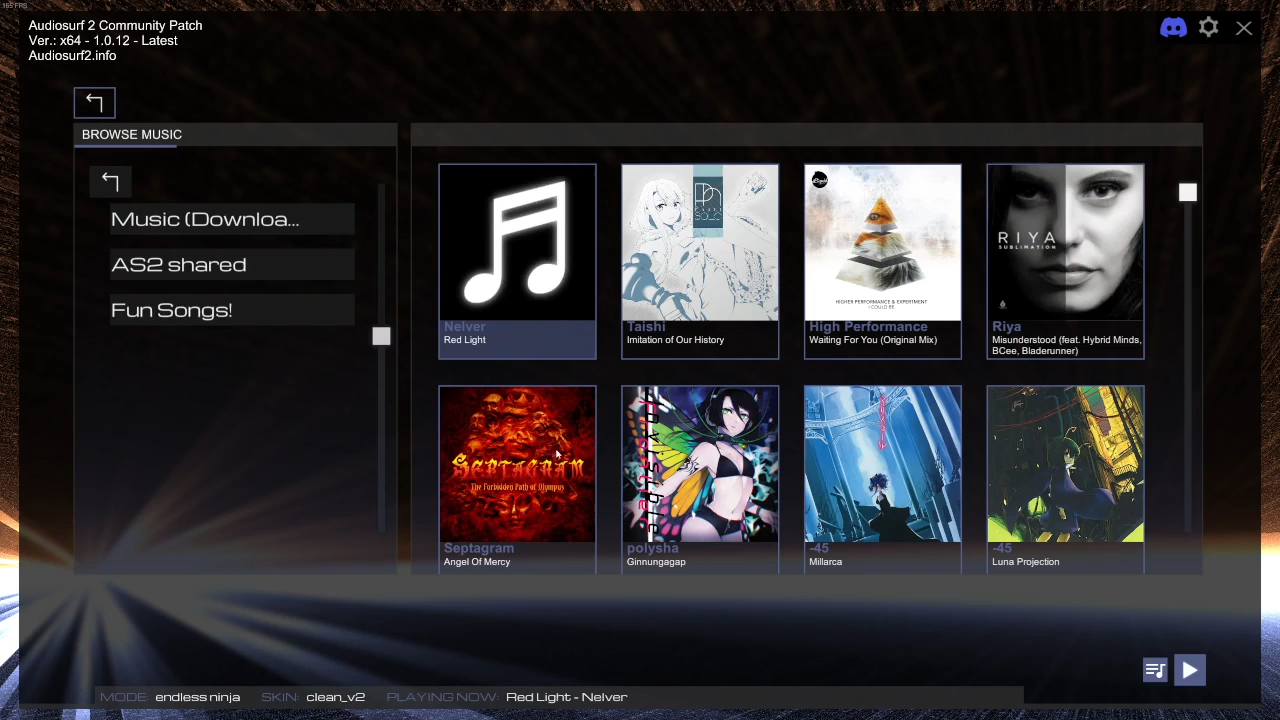 165 FPS
Audiosurf 2 Community Patch
Ver.: x64 - 1.0.12 - Latest
Audiosurf2.info
BROWSE MUSIC
Music (Downloa...
AS2 shared
Fun Songs!
Nelver
Red Light
Taishi
Imitation of Our History
HIGHER PERFORMANCE & EXPERIMENT
I COULD BE
High Performance
Waiting For You (Original Mix)
RIYA
SUBLIMATION
Riya
Misunderstood (feat. Hybrid Minds,
BCee, Bladerunner)
SEPTAGRAM
The Forbidden Path of Olympus
Septagram
Angel Of Mercy
polysha
Ginnungagap
-45
Millarca
-45
Luna Projection
MODE: endless ninja SKIN: clean_v2 PLAYING NOW: Red Light - Nelver